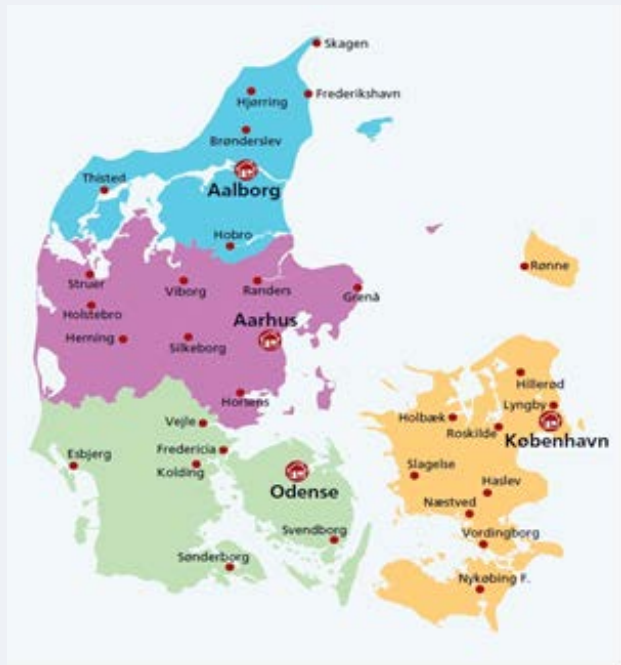 Skagen
Hjørring
Frederikshavn
Brønderslev
Thisted
Aalborg
Hobro
Rønne
Struer
Viborg
Randers
Grenå
Holstebro
Aarhus
Herning
Silkeborg
Hillerød
Horsens
Lyngby
Vejle
Holbæk
Roskilde
København
Fredericia
Esbjerg
Kolding
Slagelse
Odense
Haslev
Næstved
Svendborg
Vordingborg
Sønderborg
Nykøbing F.